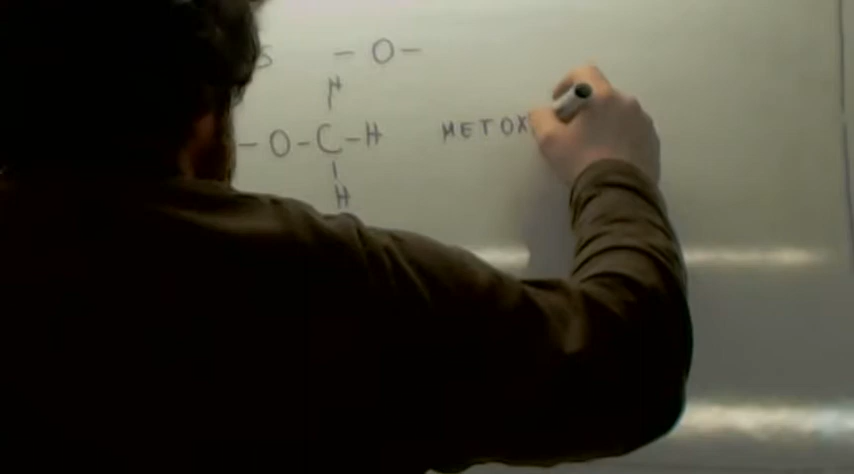 S - O -
H
- O - C - H
METOX
H